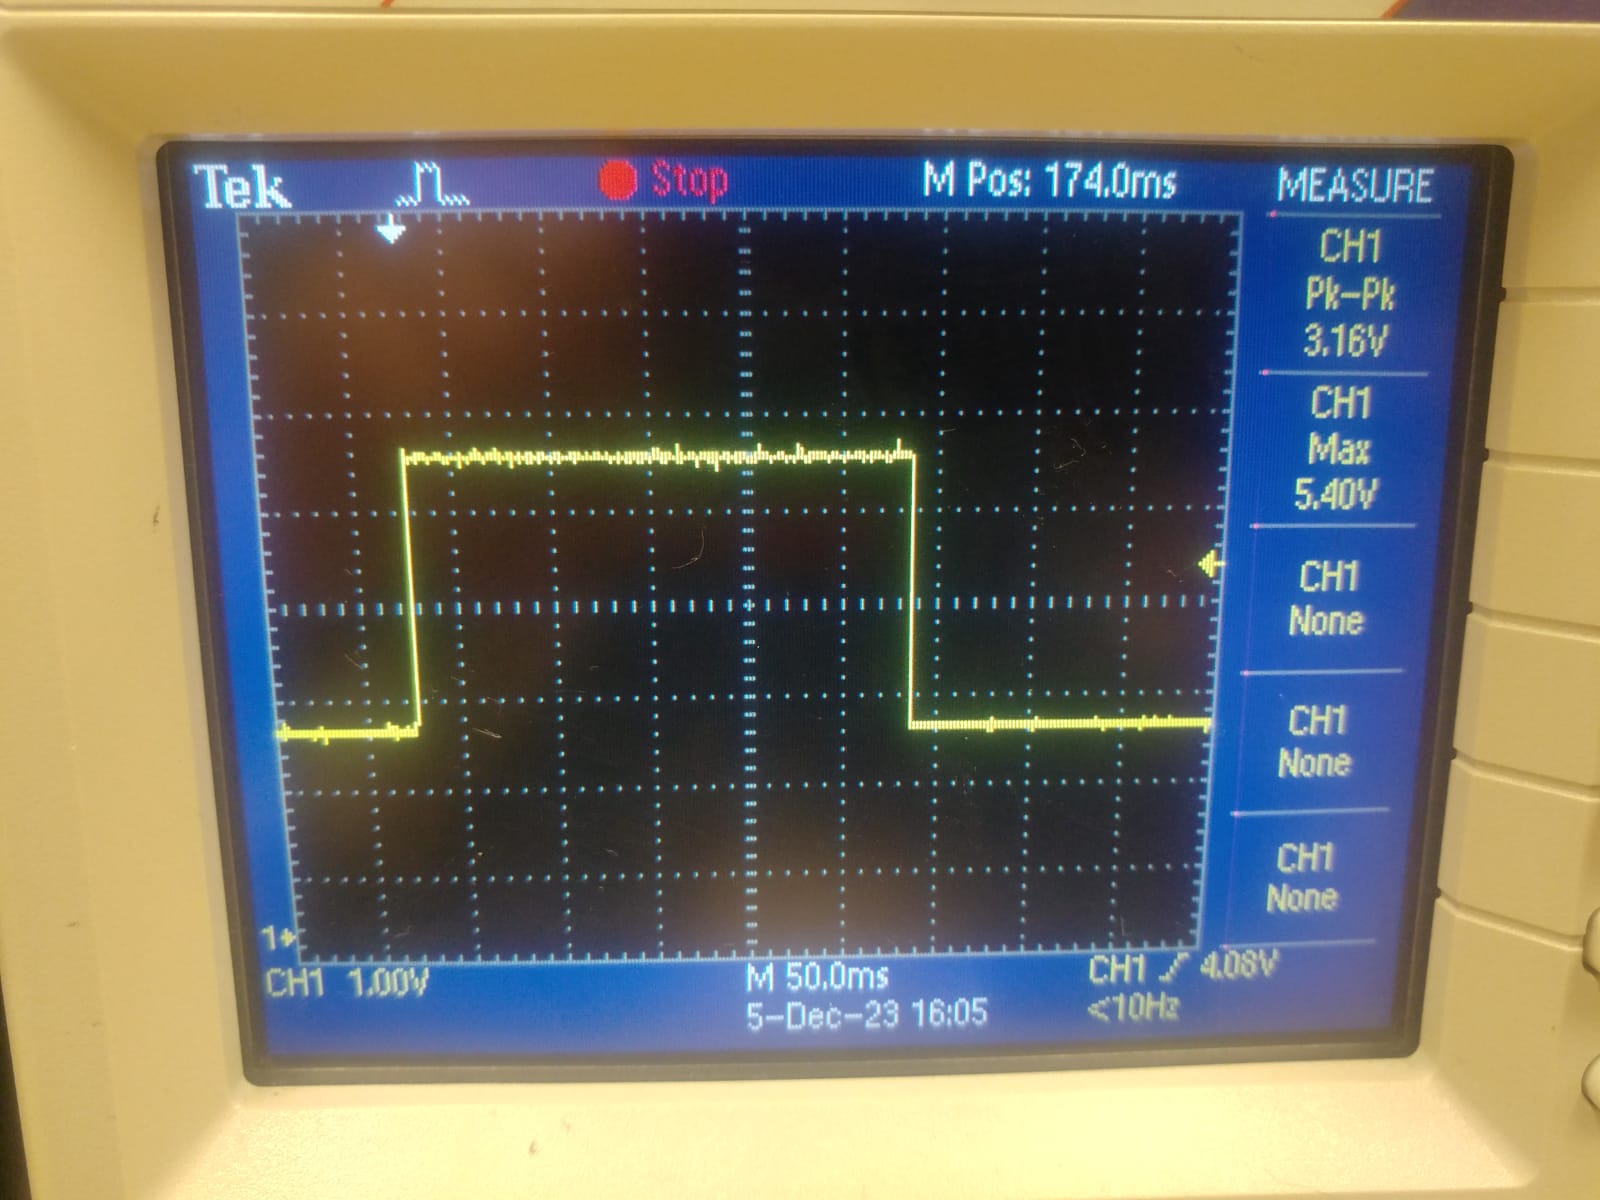 Tek Stop M Pos: 174.0ms MEASURE
CH1
Pk-Pk
3.16V
CH1
Max
5.40V
CH1
None
CH1
None
CH1
None
1
CH1 1.00V M 50.0ms CH1 4.08V
5-Dec-23 16:05 <10Hz